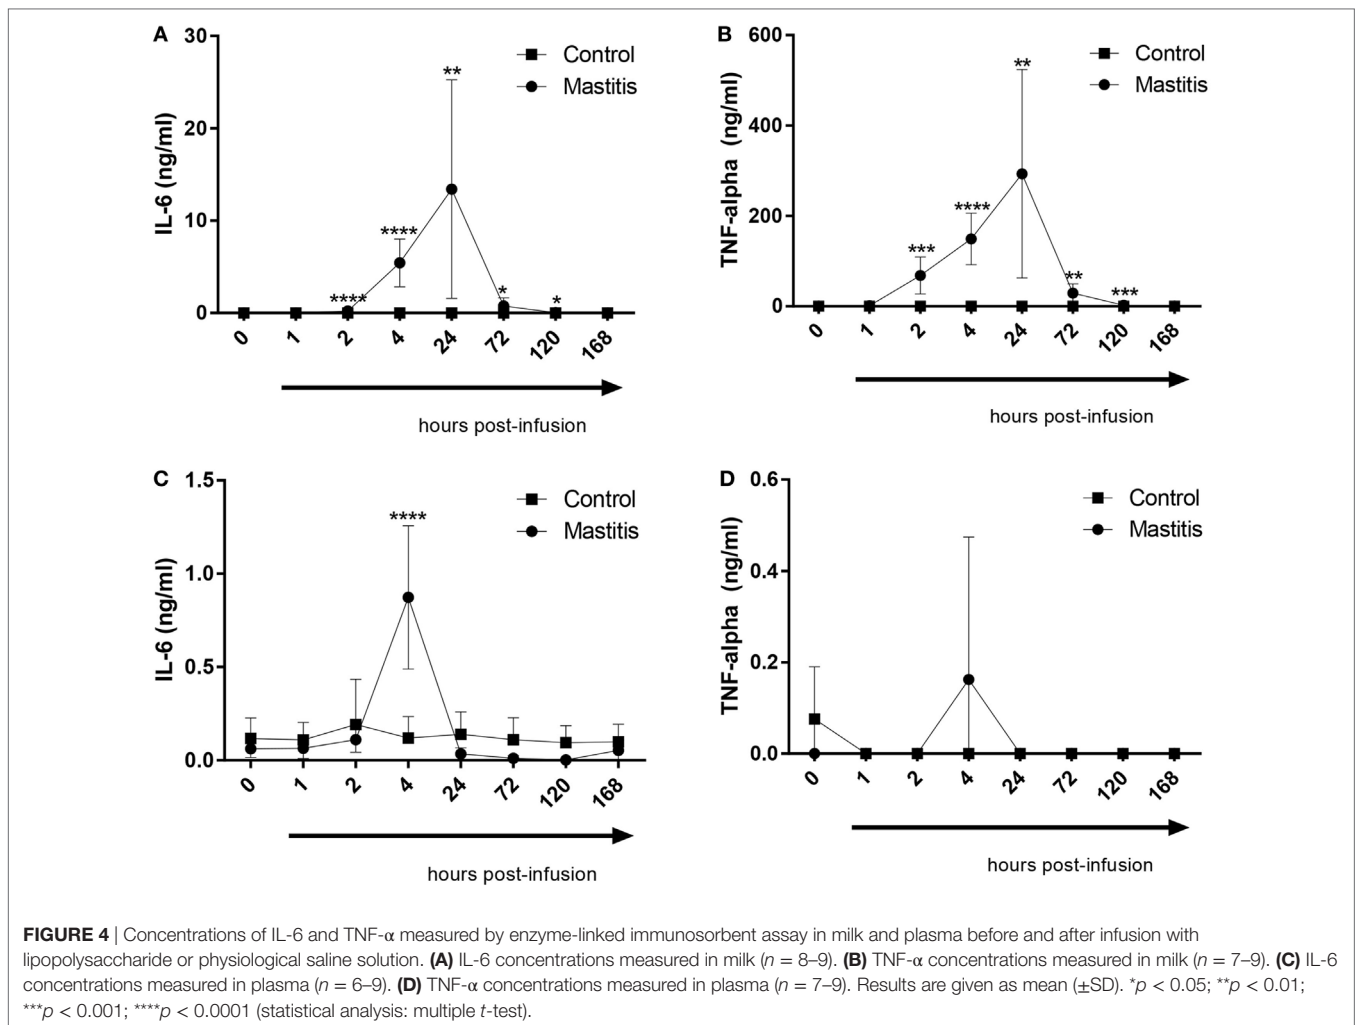 A
30
20
10
0
IL-6 (ng/ml)
Control
Mastitis
**
****
****
*
*
0 1 2 4 24 72 120 168
hours post-infusion
B
600
400
200
0
TNF-alpha (ng/ml)
Control
Mastitis
**
****
***
**
***
0 1 2 4 24 72 120 168
hours post-infusion
C
1.5
1.0
0.5
0.0
IL-6 (ng/ml)
Control
Mastitis
****
0 1 2 4 24 72 120 168
hours post-infusion
D
0.6
0.4
0.2
0.0
TNF-alpha (ng/ml)
Control
Mastitis
0 1 2 4 24 72 120 168
hours post-infusion
FIGURE 4 | Concentrations of IL-6 and TNF-α measured by enzyme-linked immunosorbent assay in milk and plasma before and after infusion with
lipopolysaccharide or physiological saline solution. (A) IL-6 concentrations measured in milk (n = 8–9). (B) TNF-α concentrations measured in milk (n = 7–9). (C) IL-6
concentrations measured in plasma (n = 6–9). (D) TNF-α concentrations measured in plasma (n = 7–9). Results are given as mean (±SD). *p < 0.05; **p < 0.01;
***p < 0.001; ****p < 0.0001 (statistical analysis: multiple t-test).